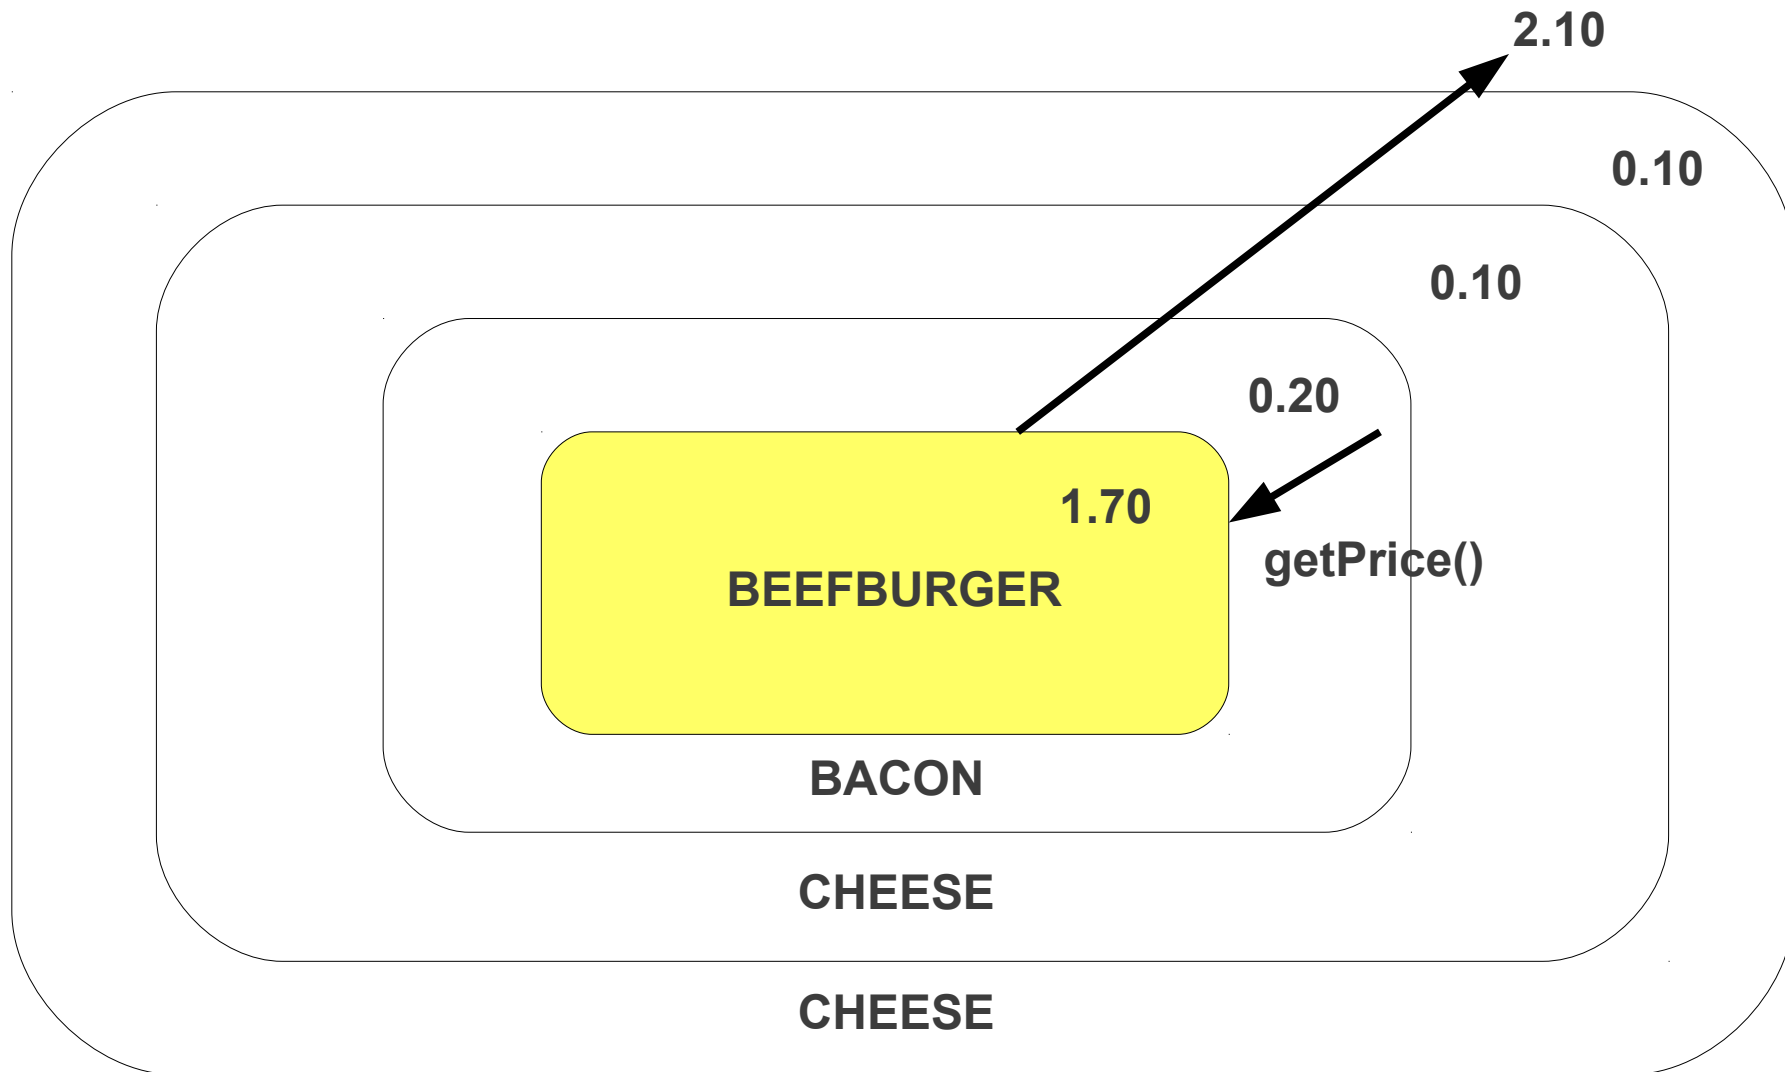 2.10
0.10
0.10
0.20
1.70
getPrice()
BEEFBURGER
BACON
CHEESE
CHEESE